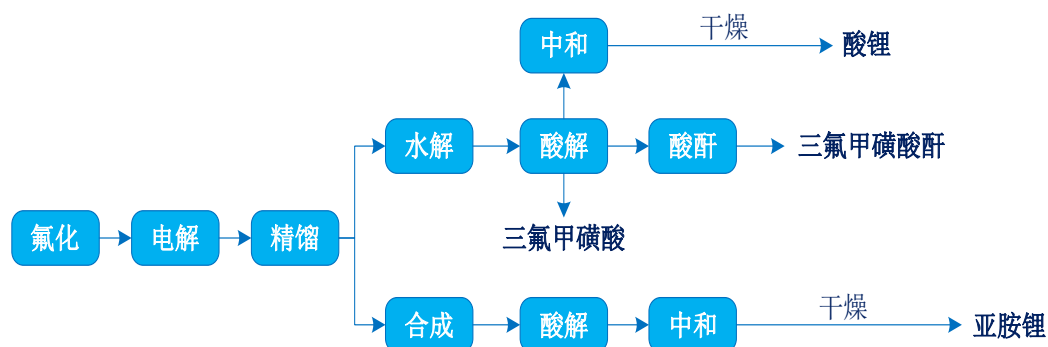 中和
干燥
酸锂
水解
酸解
酸酐
三氟甲磺酸酐
三氟甲磺酸
氟化
电解
精馏
合成
酸解
中和
干燥
亚胺锂